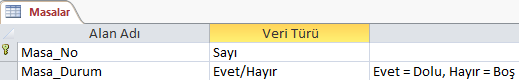 Masalar
Alan Adı Veri Türü
Masa_No Sayı
Masa_Durum Evet/Hayır Evet = Dolu, Hayır = Boş